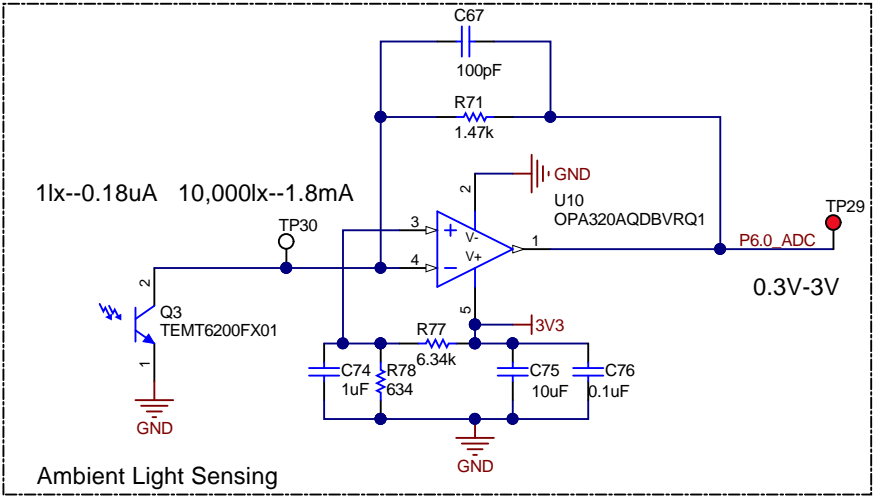 C67
100pF
R71
1.47k
GND
2
U10
OPA320AQDBVRQ1
1lx--0.18uA 10,000lx--1.8mA
TP30
TP29
3
+
V-
1
P6.0_ADC
4
−
V+
0.3V-3V
2
Q3
TEMT6200FX01
5
3V3
1
R77
6.34k
C74
1uF
R78
634
C75
10uF
C76
0.1uF
GND
GND
Ambient Light Sensing